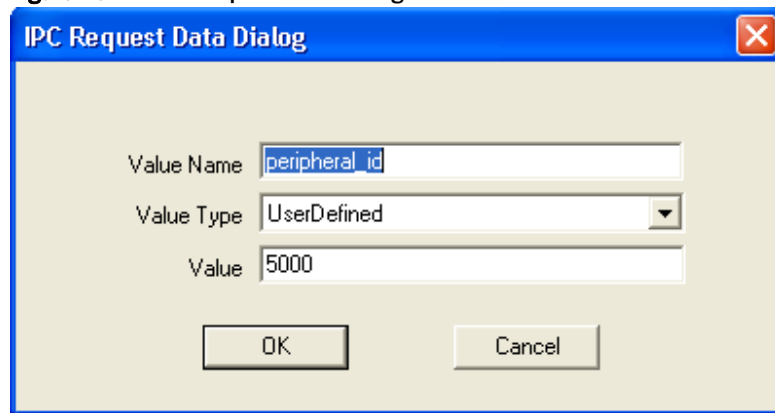 IPC Request Data Dialog
Value Name peripheral_id
Value Type UserDefined
Value 5000
OK Cancel